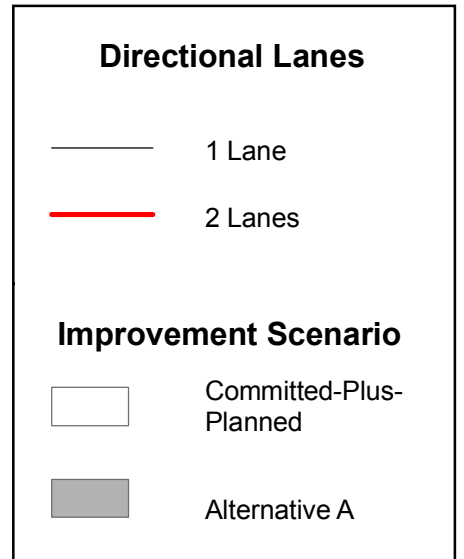 Directional Lanes
1 Lane
2 Lanes
Improvement Scenario
Committed-Plus-
Planned
Alternative A